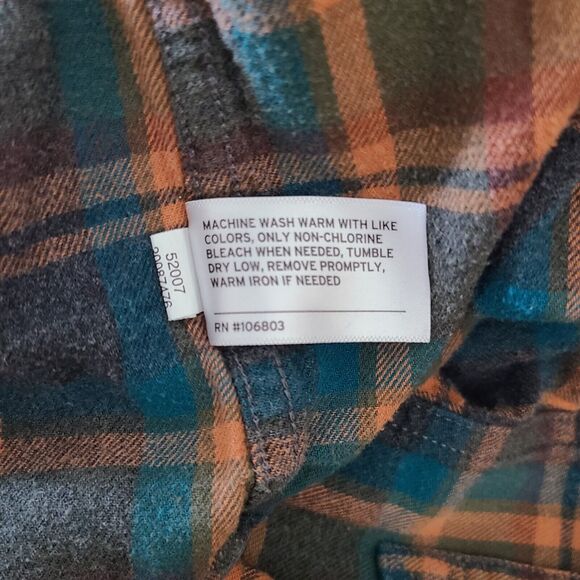 MACHINE WASH WARM WITH LIKE
COLORS, ONLY NON-CHLORINE
BLEACH WHEN NEEDED, TUMBLE
DRY LOW, REMOVE PROMPTLY,
WARM IRON IF NEEDED
RN #106803
52007